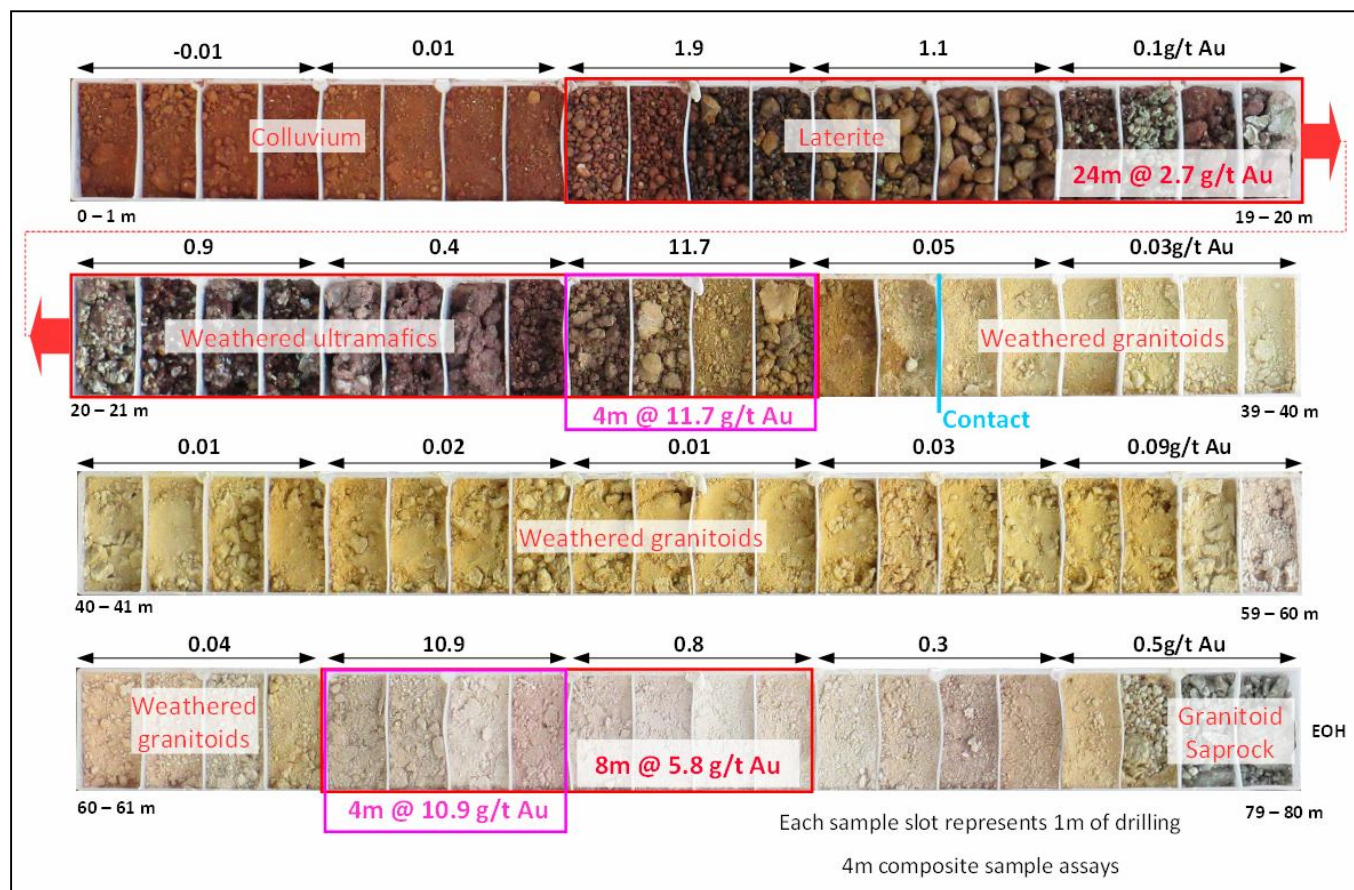 -0.01 0.01 1.9 1.1 0.1g/t Au
Colluvium Laterite
24m @ 2.7 g/t Au
0 – 1 m 19 – 20 m
0.9 0.4 11.7 0.05 0.03g/t Au
Weathered ultramafics Weathered granitoids
20 – 21 m 4m @ 11.7 g/t Au Contact 39 – 40 m
0.01 0.02 0.01 0.03 0.09g/t Au
Weathered granitoids
40 – 41 m 59 – 60 m
0.04 10.9 0.8 0.3 0.5g/t Au
Weathered
granitoids
Granitoid
Saprock
EOH
8m @ 5.8 g/t Au
60 – 61 m 4m @ 10.9 g/t Au 79 – 80 m
Each sample slot represents 1m of drilling
4m composite sample assays